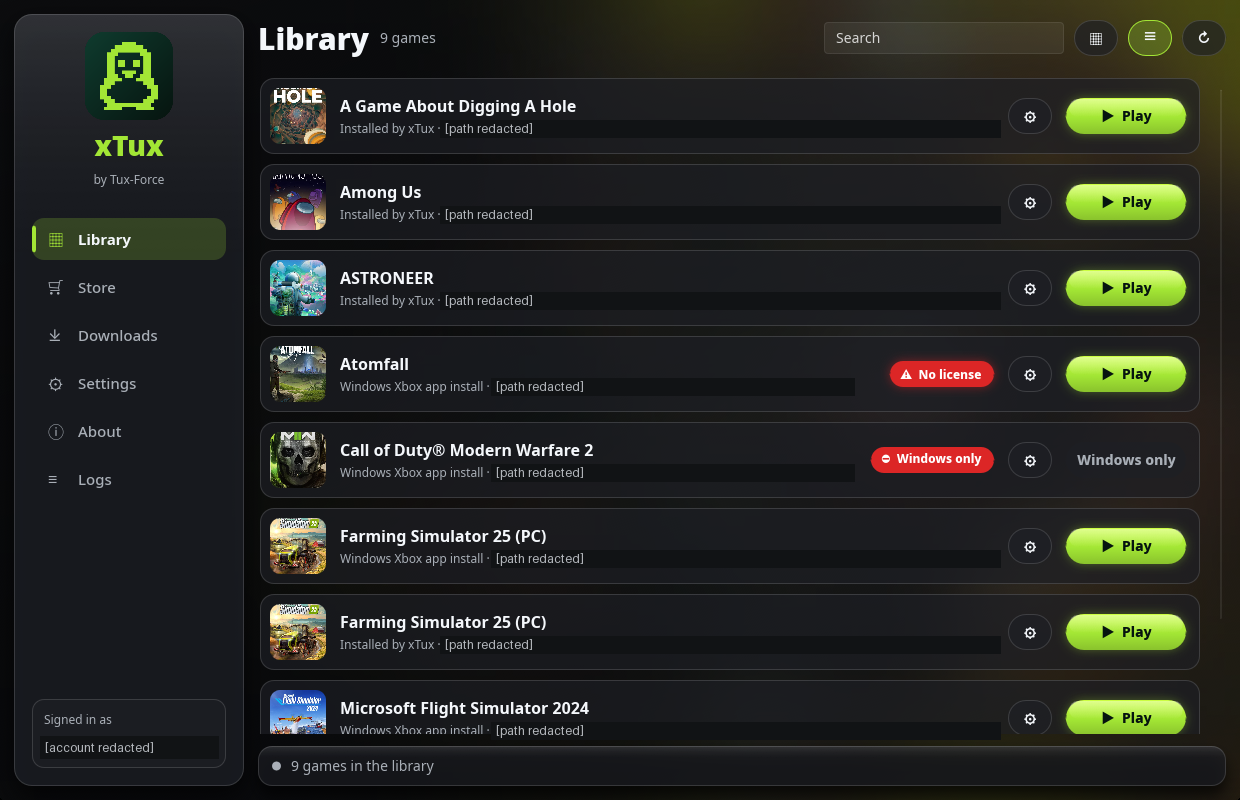 xTux
by Tux-Force
Library
Store
Downloads
Settings
About
Logs
Signed in as
[account redacted]
Library 9 games
Search
HOLE
A Game About Digging A Hole
Installed by xTux · [path redacted]
Play
Among Us
Installed by xTux · [path redacted]
Play
ASTRONEER
Installed by xTux · [path redacted]
Play
ATOMFALL
Atomfall
Windows Xbox app install · [path redacted]
No license
Play
Call of Duty® Modern Warfare 2
Windows Xbox app install · [path redacted]
Windows only
Windows only
Farming Simulator 25 (PC)
Windows Xbox app install · [path redacted]
Play
Farming Simulator 25 (PC)
Installed by xTux · [path redacted]
Play
Microsoft Flight Simulator 2024
Windows Xbox app install · [path redacted]
Play
9 games in the library